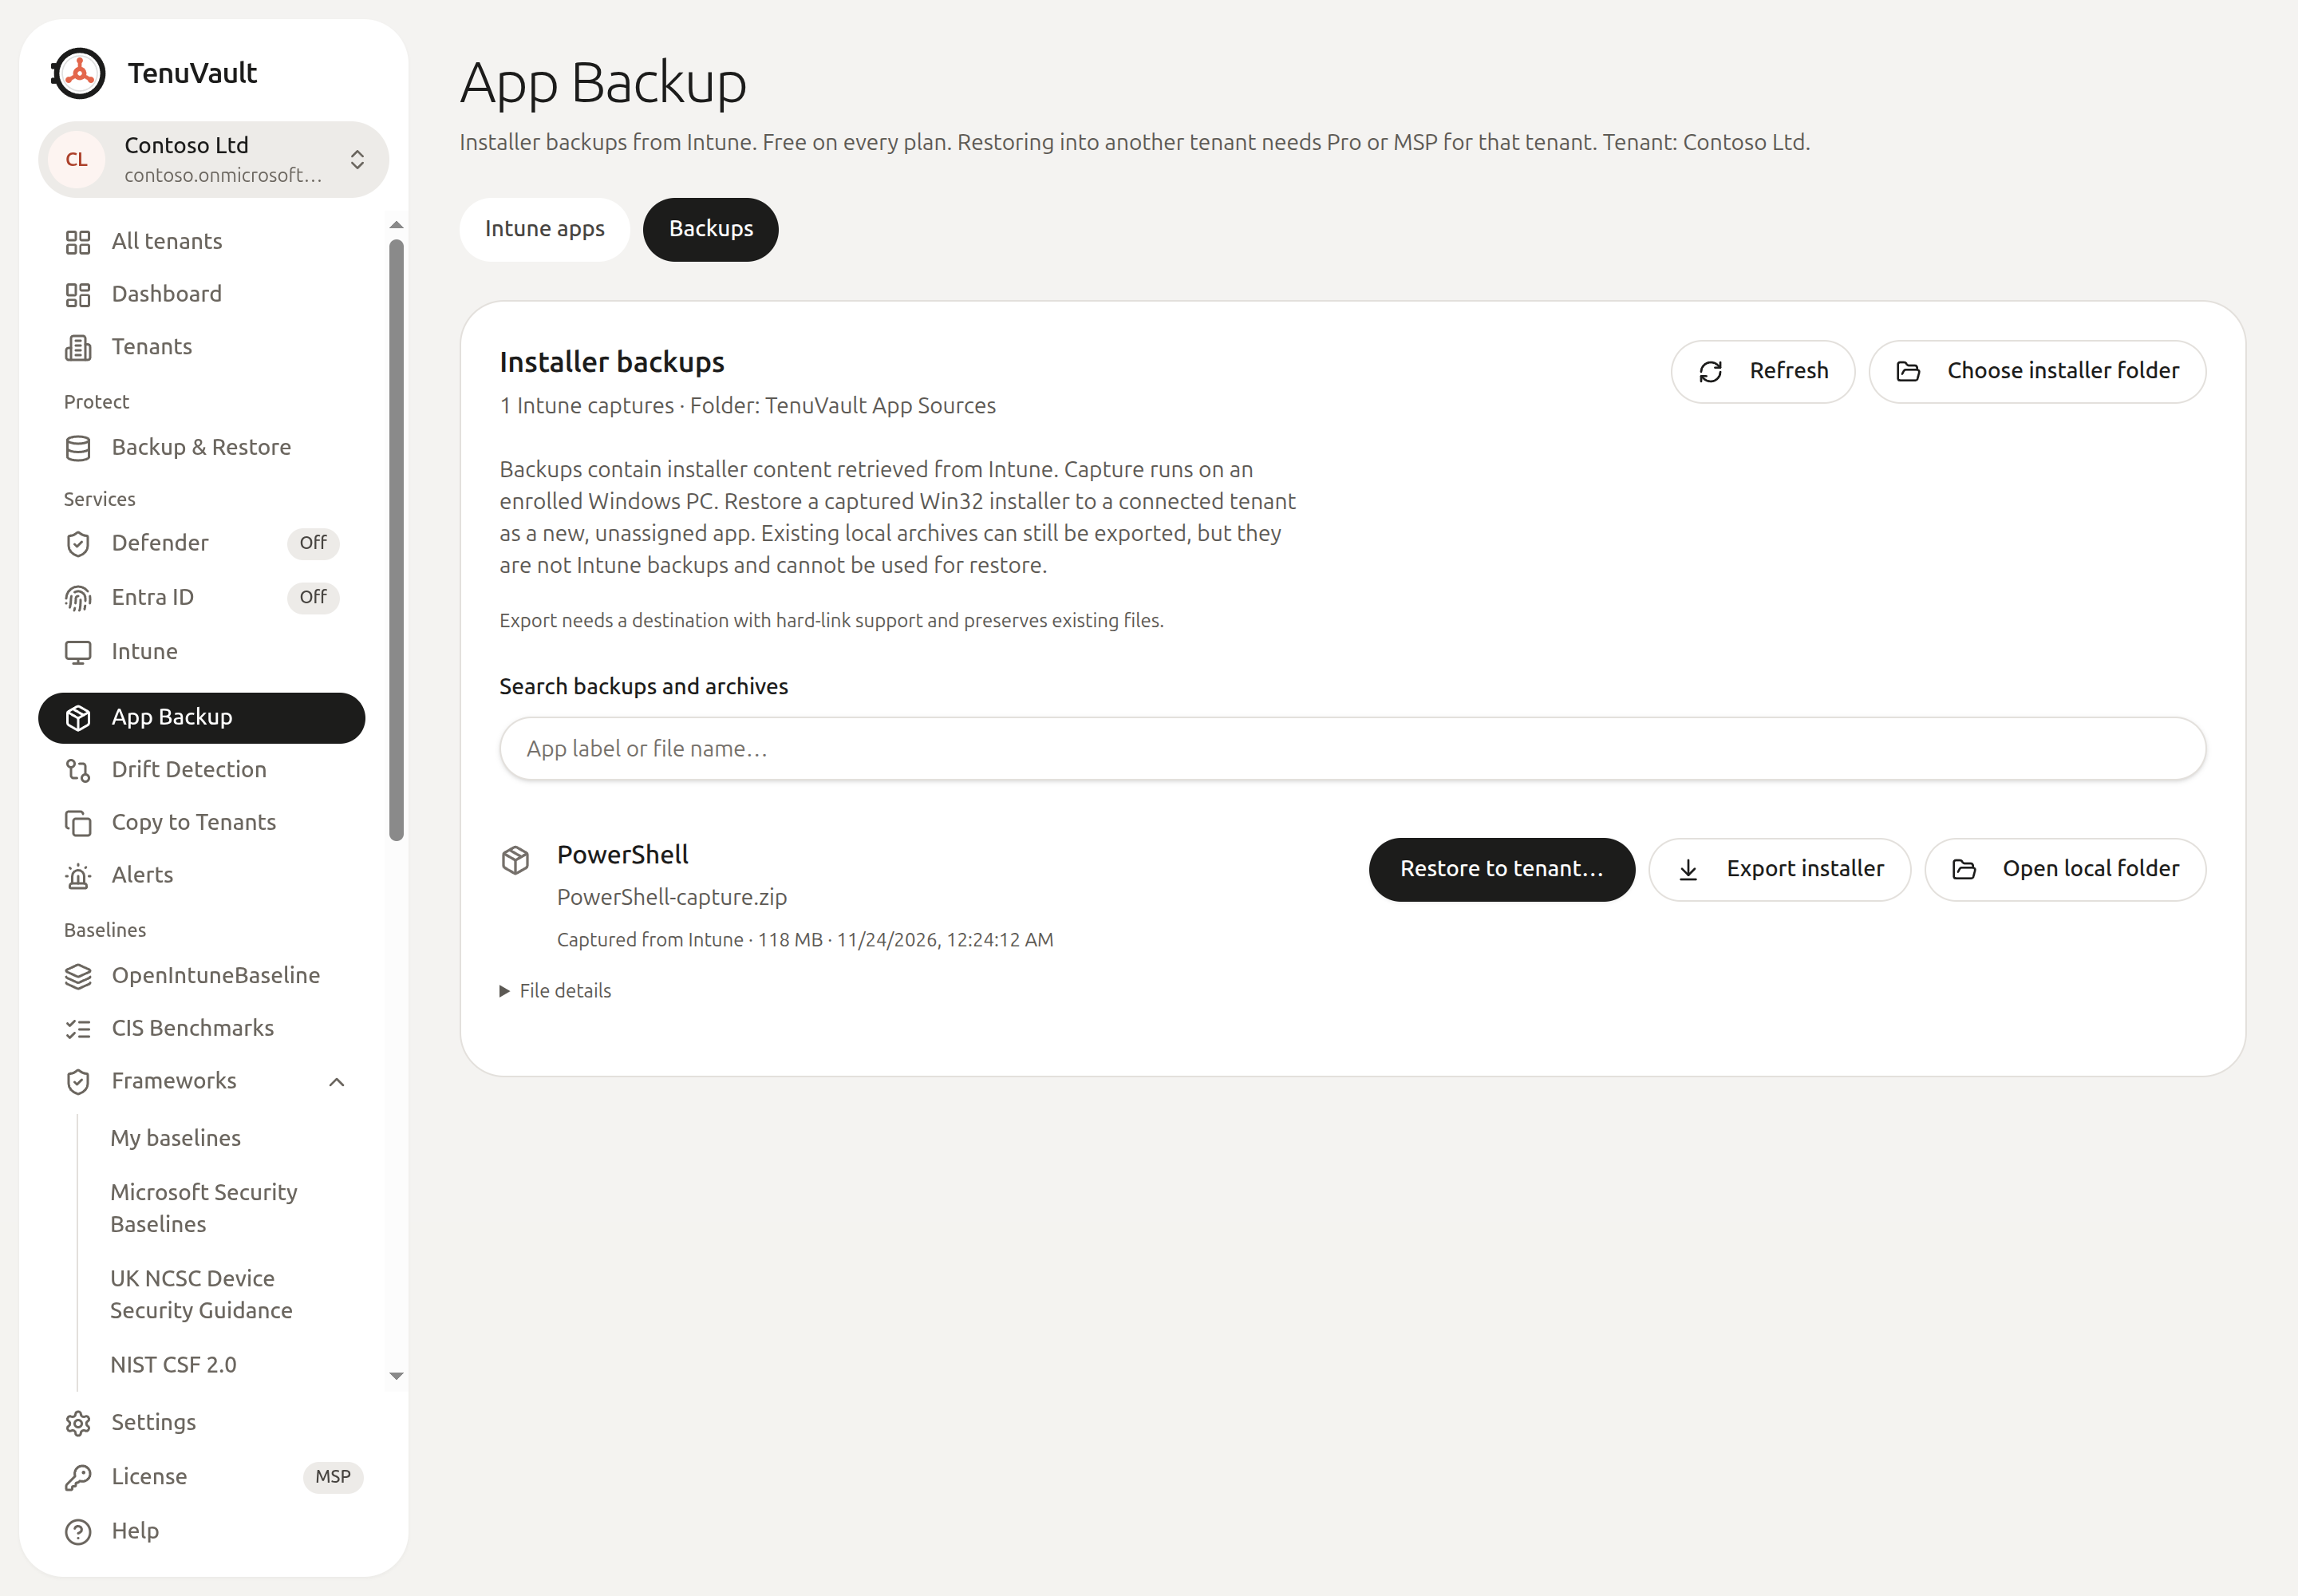 TenuVault
CL
Contoso Ltd
contoso.onmicrosoft...
All tenants
Dashboard
Tenants
Protect
Backup & Restore
Services
Defender
Off
Entra ID
Off
Intune
App Backup
Drift Detection
Copy to Tenants
Alerts
Baselines
OpenIntuneBaseline
CIS Benchmarks
Frameworks
My baselines
Microsoft Security
Baselines
UK NCSC Device
Security Guidance
NIST CSF 2.0
Settings
License
MSP
Help
App Backup
Installer backups from Intune. Free on every plan. Restoring into another tenant needs Pro or MSP for that tenant. Tenant: Contoso Ltd.
Intune apps
Backups
Installer backups
1 Intune captures · Folder: TenuVault App Sources
Refresh
Choose installer folder
Backups contain installer content retrieved from Intune. Capture runs on an
enrolled Windows PC. Restore a captured Win32 installer to a connected tenant
as a new, unassigned app. Existing local archives can still be exported, but they
are not Intune backups and cannot be used for restore.
Export needs a destination with hard-link support and preserves existing files.
Search backups and archives
App label or file name...
PowerShell
PowerShell-capture.zip
Captured from Intune · 118 MB · 11/24/2026, 12:24:12 AM
Restore to tenant...
Export installer
Open local folder
File details